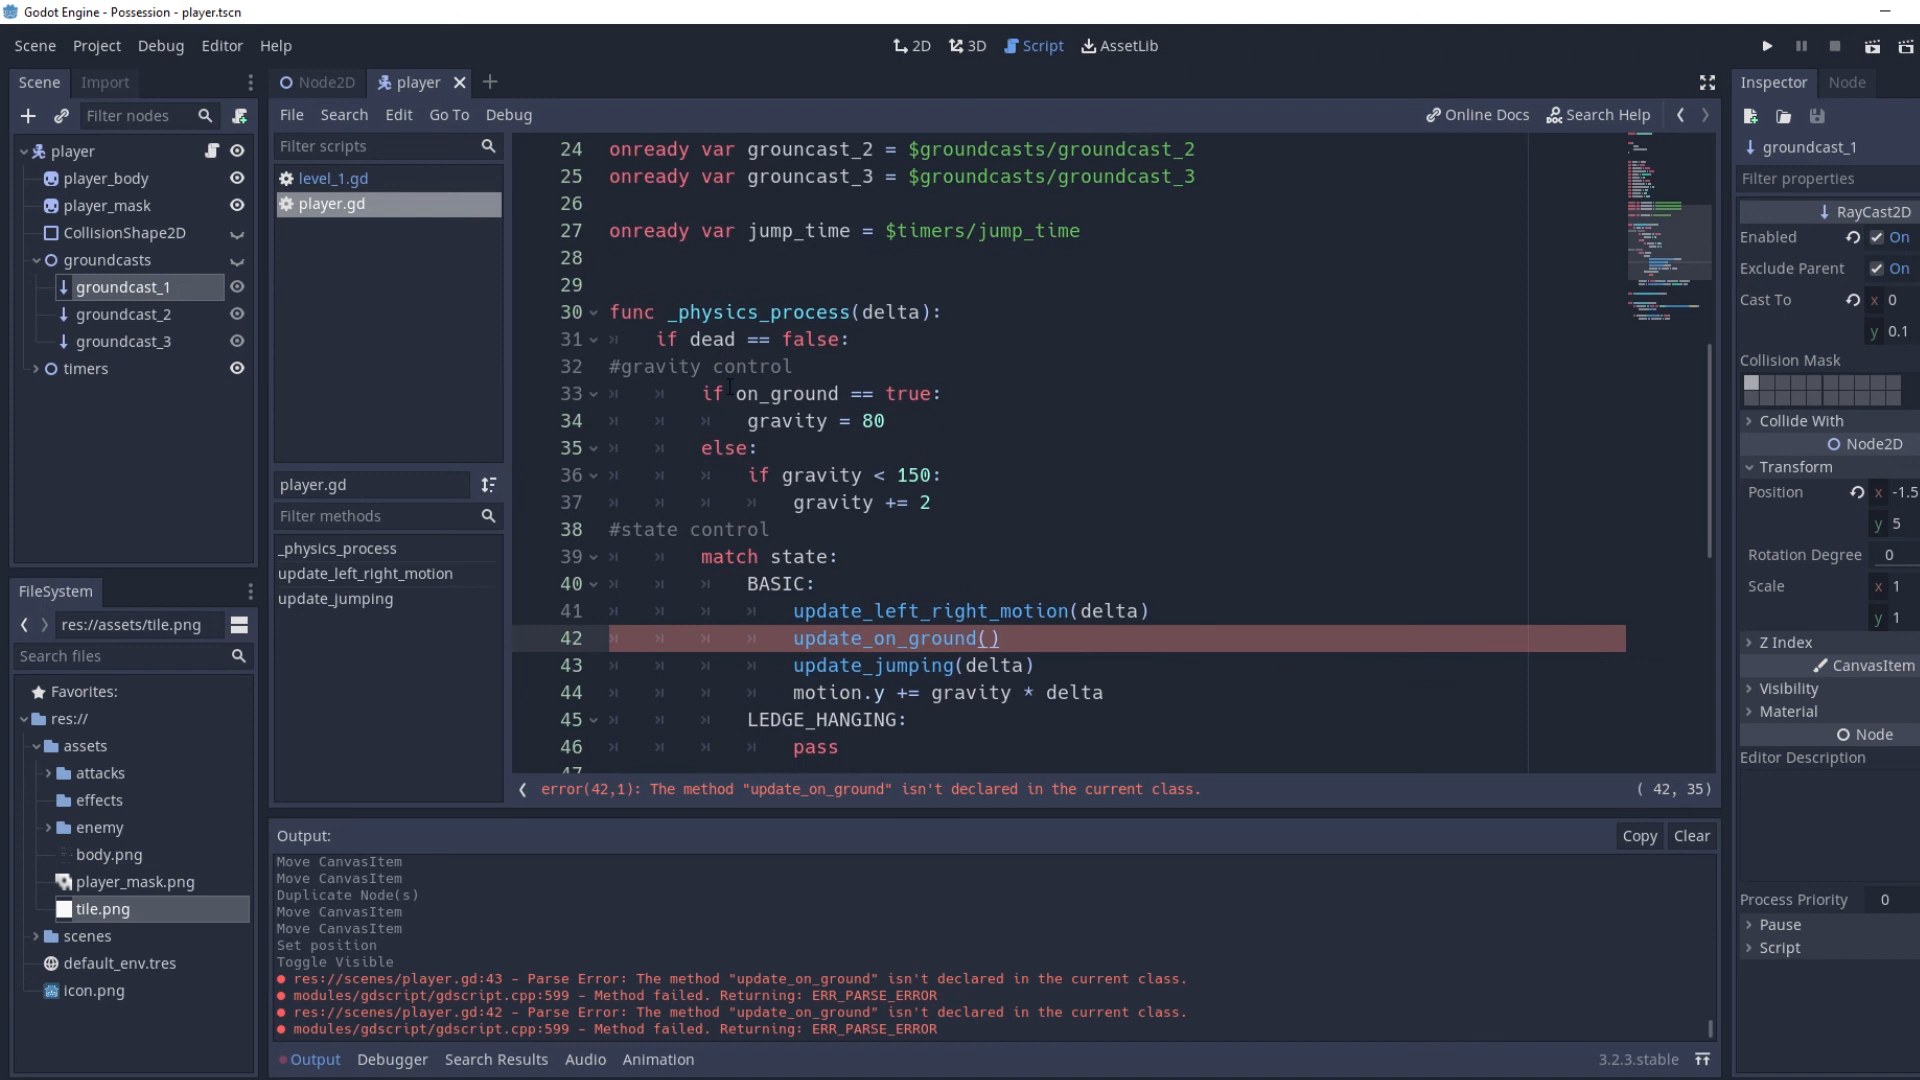 Godot Engine - Possession - player.tscn
Scene Project Debug Editor Help
2D 3D Script AssetLib
Scene Import
Node2D player
Inspector Node
Filter nodes
File Search Edit Go To Debug
Online Docs Search Help
player
player_body
player_mask
CollisionShape2D
groundcasts
groundcast_1
groundcast_2
groundcast_3
timers
Filter scripts
level_1.gd
player.gd
player.gd
Filter methods
_physics_process
update_left_right_motion
update_jumping
24 onready var grouncast_2 = $groundcasts/groundcast_2
25 onready var grouncast_3 = $groundcasts/groundcast_3
26
27 onready var jump_time = $timers/jump_time
28
29
30 func _physics_process(delta):
31 if dead == false:
32 #gravity control
33 if on_ground == true:
34 gravity = 80
35 else:
36 if gravity < 150:
37 gravity += 2
38 #state control
39 match state:
40 BASIC:
41 update_left_right_motion(delta)
42 update_on_ground()
43 update_jumping(delta)
44 motion.y += gravity * delta
45 LEDGE_HANGING:
46 pass
47
error(42,1): The method "update_on_ground" isn't declared in the current class.
( 42, 35)
groundcast_1
Filter properties
RayCast2D
Enabled On
Exclude Parent On
Cast To x 0
y 0.1
Collision Mask
Collide With
Node2D
Transform
Position x -1.5
y 5
Rotation Degree 0
Scale x 1
y 1
Z Index
CanvasItem
Visibility
Material
Node
Editor Description
Process Priority 0
Pause
Script
FileSystem
res://assets/tile.png
Search files
Favorites:
res://
assets
attacks
effects
enemy
body.png
player_mask.png
tile.png
scenes
default_env.tres
icon.png
Output:
Copy Clear
Move CanvasItem
Move CanvasItem
Duplicate Node(s)
Move CanvasItem
Move CanvasItem
Set position
Toggle Visible
res://scenes/player.gd:43 - Parse Error: The method "update_on_ground" isn't declared in the current class.
modules/gdscript/gdscript.cpp:599 - Method failed. Returning: ERR_PARSE_ERROR
res://scenes/player.gd:42 - Parse Error: The method "update_on_ground" isn't declared in the current class.
modules/gdscript/gdscript.cpp:599 - Method failed. Returning: ERR_PARSE_ERROR
Output Debugger Search Results Audio Animation
3.2.3.stable